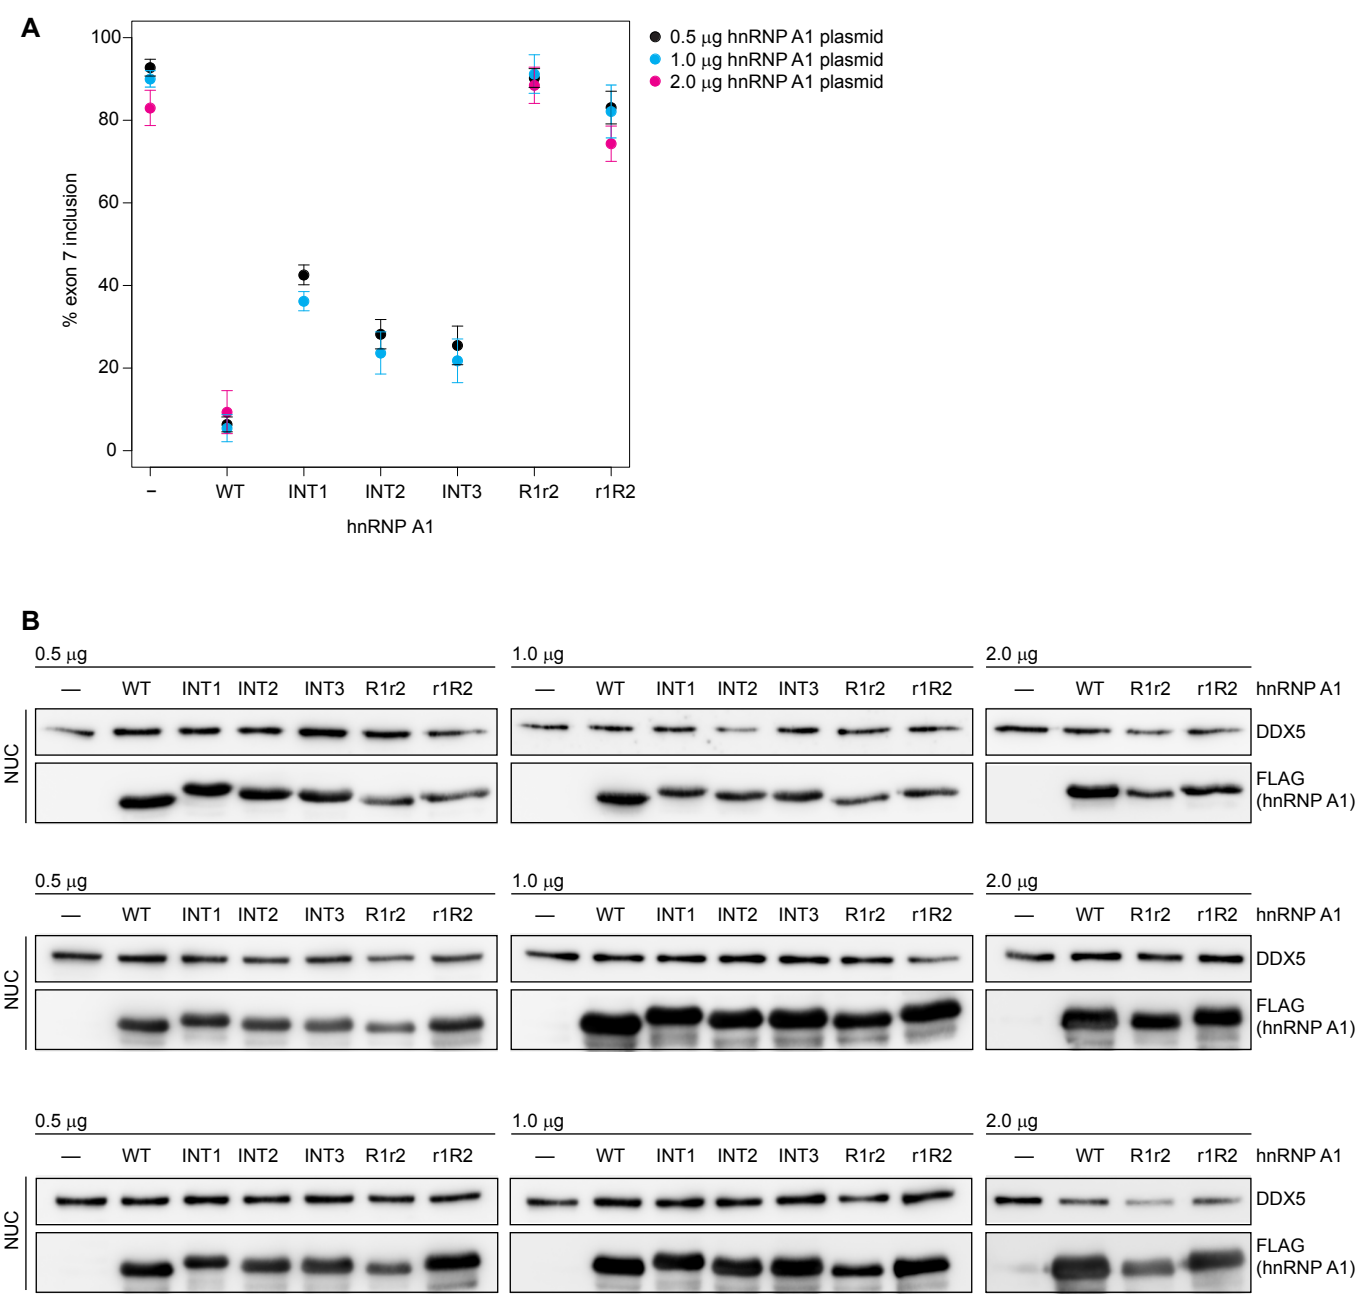 A
100
80
60
40
20
0
% exon 7 inclusion
– WT INT1 INT2 INT3 R1r2 r1R2
hnRNP A1
0.5 μg hnRNP A1 plasmid
1.0 μg hnRNP A1 plasmid
2.0 μg hnRNP A1 plasmid
B
0.5 μg 1.0 μg 2.0 μg
— WT INT1 INT2 INT3 R1r2 r1R2 — WT INT1 INT2 INT3 R1r2 r1R2 — WT R1r2 r1R2 hnRNP A1
NUC
DDX5
FLAG
(hnRNP A1)
0.5 μg 1.0 μg 2.0 μg
— WT INT1 INT2 INT3 R1r2 r1R2 — WT INT1 INT2 INT3 R1r2 r1R2 — WT R1r2 r1R2 hnRNP A1
NUC
DDX5
FLAG
(hnRNP A1)
0.5 μg 1.0 μg 2.0 μg
— WT INT1 INT2 INT3 R1r2 r1R2 — WT INT1 INT2 INT3 R1r2 r1R2 — WT R1r2 r1R2 hnRNP A1
NUC
DDX5
FLAG
(hnRNP A1)